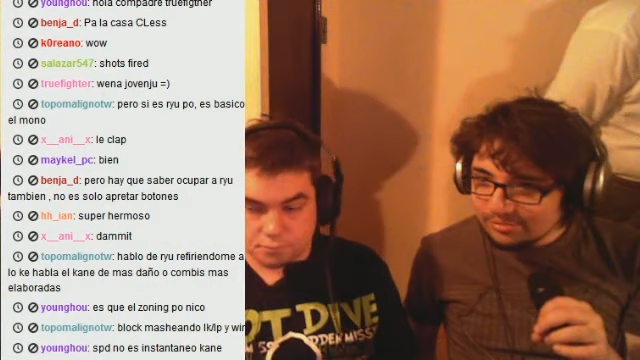 younghou: hola compadre truefigther
benja_d: Pa la casa CLess
k0reano: wow
salazar547: shots fired
truefighter: wena jovenju =)
topomalignotw: pero si es ryu po, es basico
el mono
x__ani__x: le clap
maykel_pc: bien
benja_d: pero hay que saber ocupar a ryu
tambien , no es solo apretar botones
hh_ian: super hermoso
x__ani__x: dammit
topomalignotw: hablo de ryu refiriendome a
lo ke habla el kane de mas daño o combis mas
elaboradas
younghou: es que el zoning po nico
topomalignotw: block masheando lk/lp y win
younghou: spd no es instantaneo kane
OT DIVE